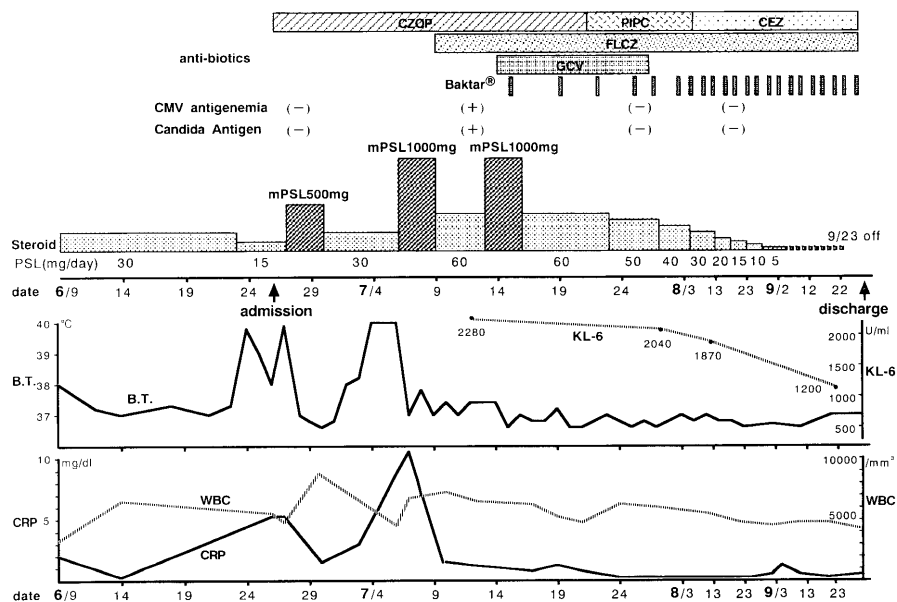 CZOP PIPC CEZ
FLCZ
anti-biotics
GCV
Baktar®
CMV antigenemia (−) (+) (−) (−)
Candida Antigen (−) (+) (−) (−)
mPSL1000mg mPSL1000mg
mPSL500mg
Steroid 9/23 off
PSL(mg/day) 30 15 30 60 60 50 40 30 20 15 10 5
date 6/9 14 19 24 29 7/4 9 14 19 24 8/3 13 23 9/2 12 22
admission discharge
40 °C 2280 KL-6 2040 1870 1200 2000 U/ml
39 1500 KL-6
B.T. 38 B.T. 1000
37 500
10 mg/dl 10000 /mm³
WBC WBC
CRP 5 5000
CRP
date 6/9 14 19 24 29 7/4 9 14 19 24 8/3 13 23 9/3 13 23